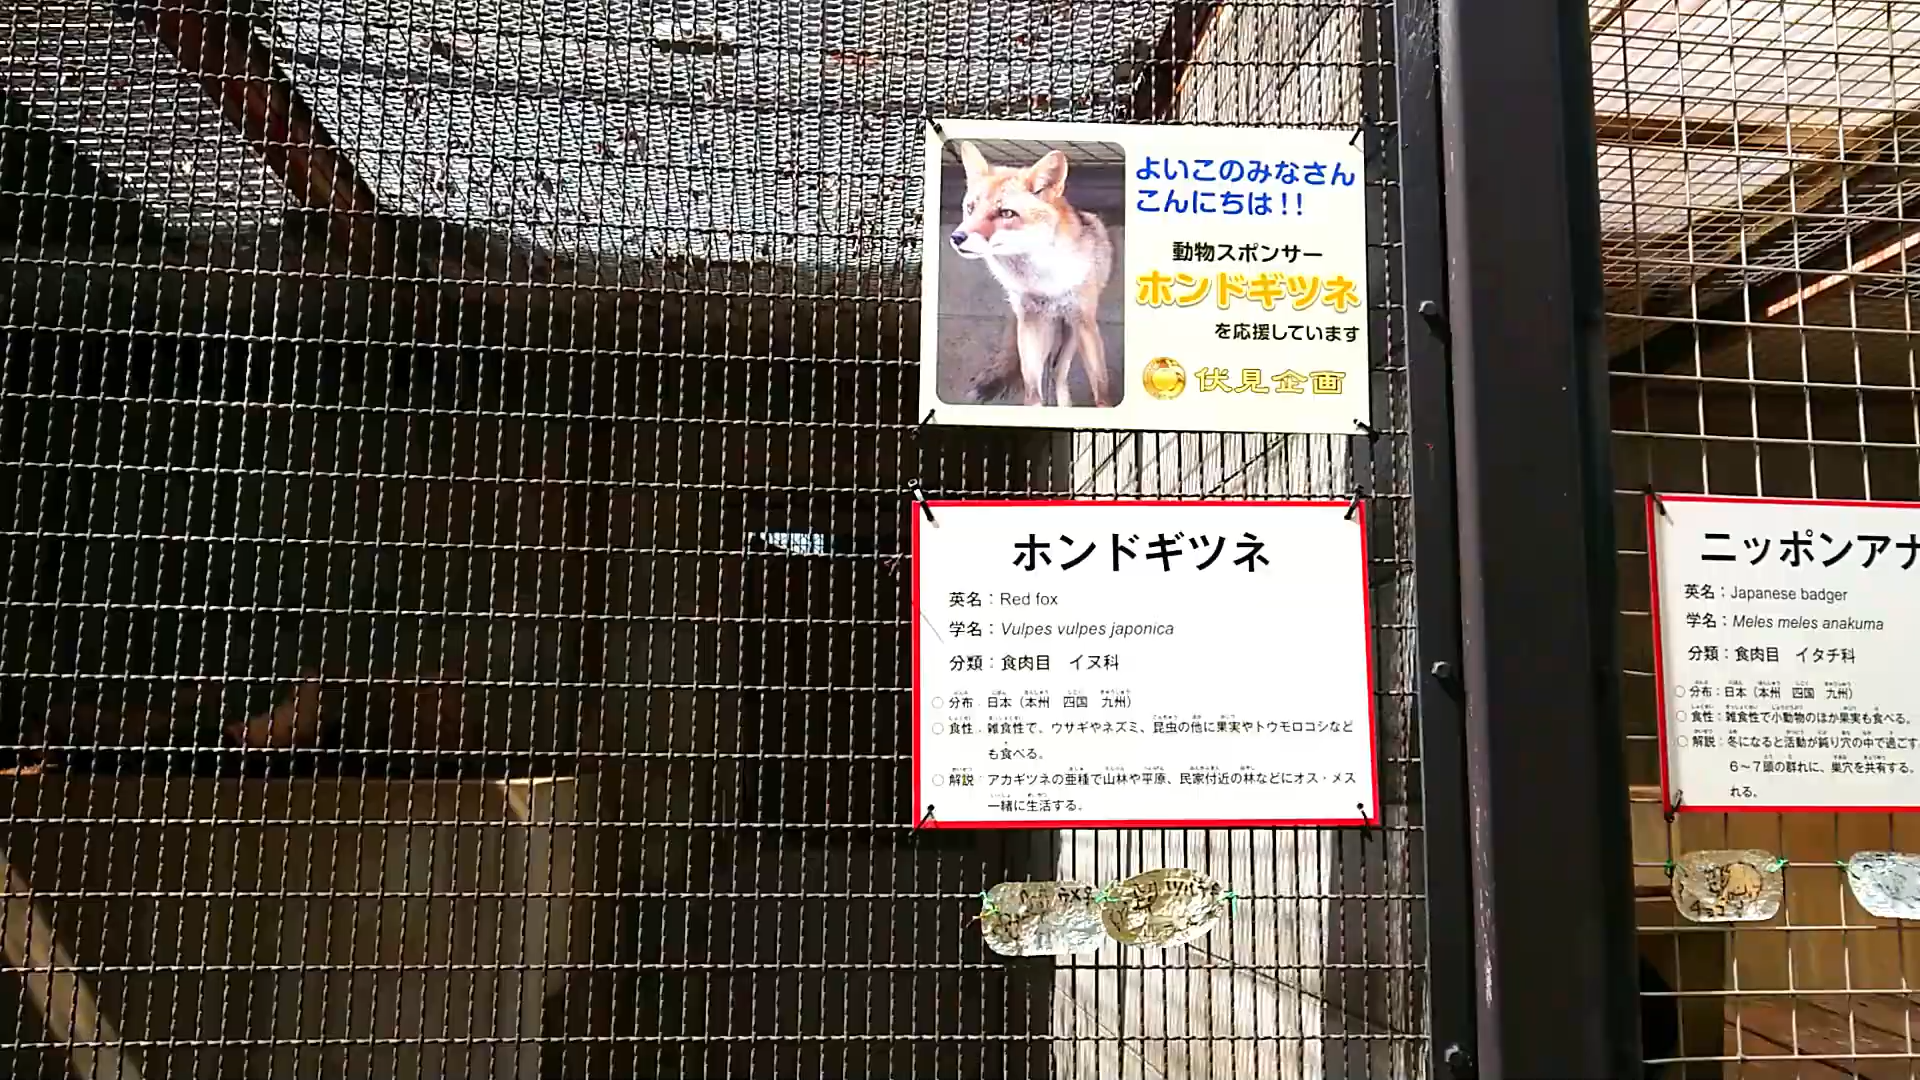 よいこのみなさん
こんにちは!!
動物スポンサー
ホンドギツネ
を応援しています
伏見企画
ホンドギツネ
英名：Red fox
学名：Vulpes vulpes japonica
分類：食肉目　イヌ科
○分布：日本（本州　四国　九州）
○食性：雑食性で、ウサギやネズミ、昆虫の他に果実やトウモロコシなど
も食べる。
○解説：アカギツネの亜種で山林や平原、民家付近の林などにオス・メス
一緒に生活する。
ニッポンアナ
英名：Japanese badger
学名：Meles meles anakuma
分類：食肉目　イタチ科
○分布：日本（本州　四国　九州）
○食性：雑食性で小動物のほか果実も食べる。
○解説：冬になると活動が鈍り穴の中で過ごす
6～7頭の群れに、巣穴を共有する。
れる。